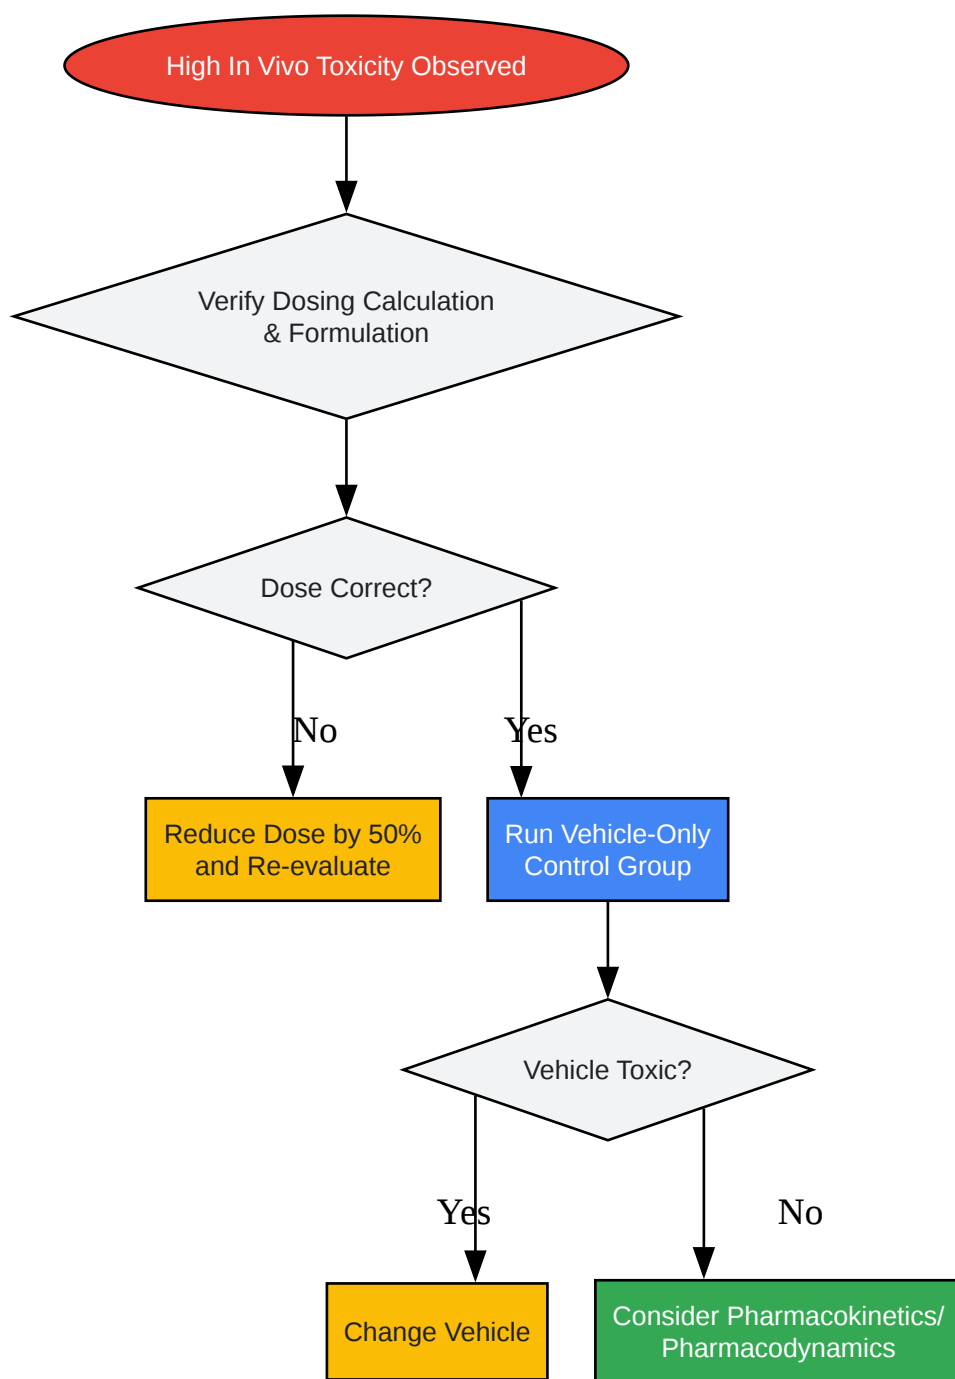 High In Vivo Toxicity Observed
Verify Dosing Calculation
& Formulation
Dose Correct?
No
Yes
Reduce Dose by 50%
and Re-evaluate
Run Vehicle-Only
Control Group
Vehicle Toxic?
Yes
No
Change Vehicle
Consider Pharmacokinetics/
Pharmacodynamics